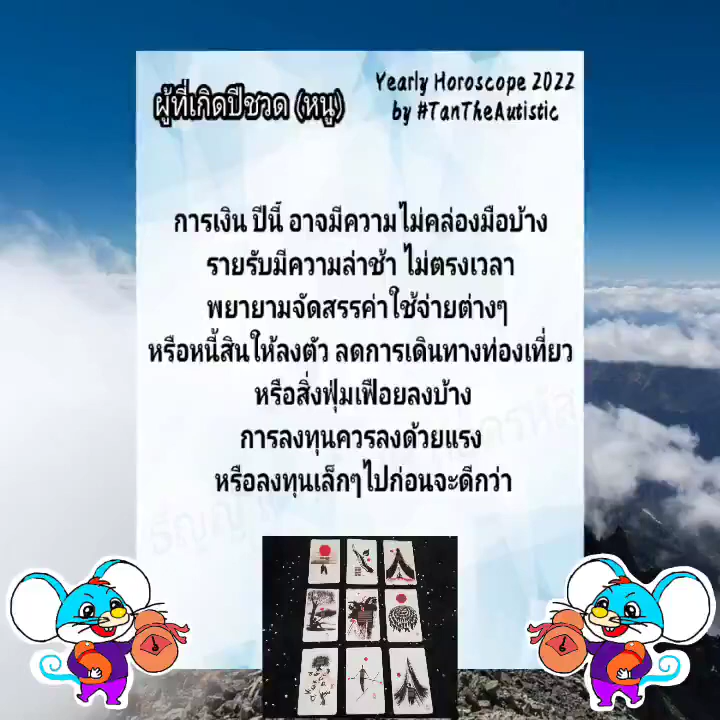 ผู้ที่เกิดปีชวด (หนู)
Yearly Horoscope 2022
by #TanTheAutistic
การเงิน ปีนี้ อาจมีความไม่คล่องมือบ้าง
รายรับมีความล่าช้า ไม่ตรงเวลา
พยายามจัดสรรค่าใช้จ่ายต่างๆ
หรือหนี้สินให้ลงตัว ลดการเดินทางท่องเที่ยว
หรือสิ่งฟุ่มเฟือยลงบ้าง
การลงทุนควรลงด้วยแรง
หรือลงทุนเล็กๆไปก่อนจะดีกว่า